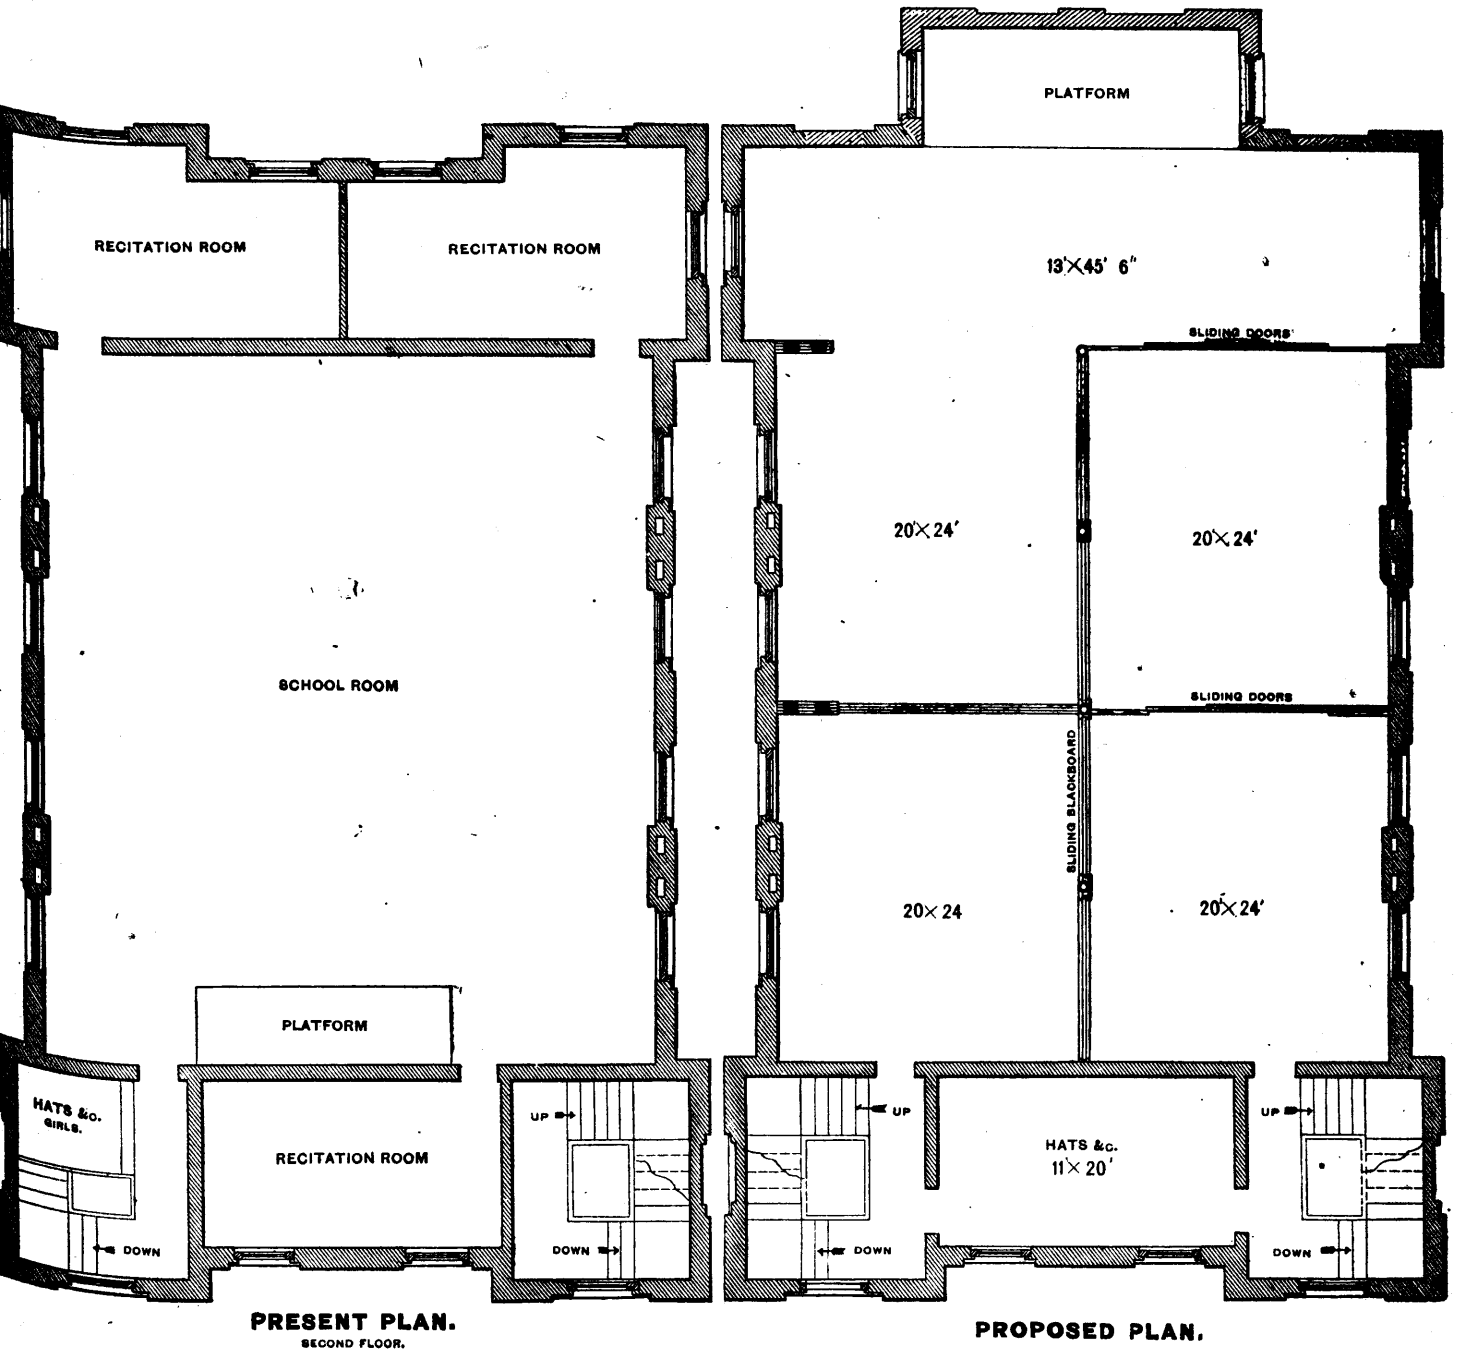 RECITATION ROOM
RECITATION ROOM
SCHOOL ROOM
PLATFORM
HATS &c.
GIRLS.
DOWN
RECITATION ROOM
UP
DOWN
PRESENT PLAN.
SECOND FLOOR.
PLATFORM
13'×45' 6"
SLIDING DOORS
20'×24'
20'×24'
SLIDING DOORS
SLIDING BLACKBOARD
20×24
20'×24'
UP
DOWN
HATS &c.
11'×20'
UP
DOWN
PROPOSED PLAN.